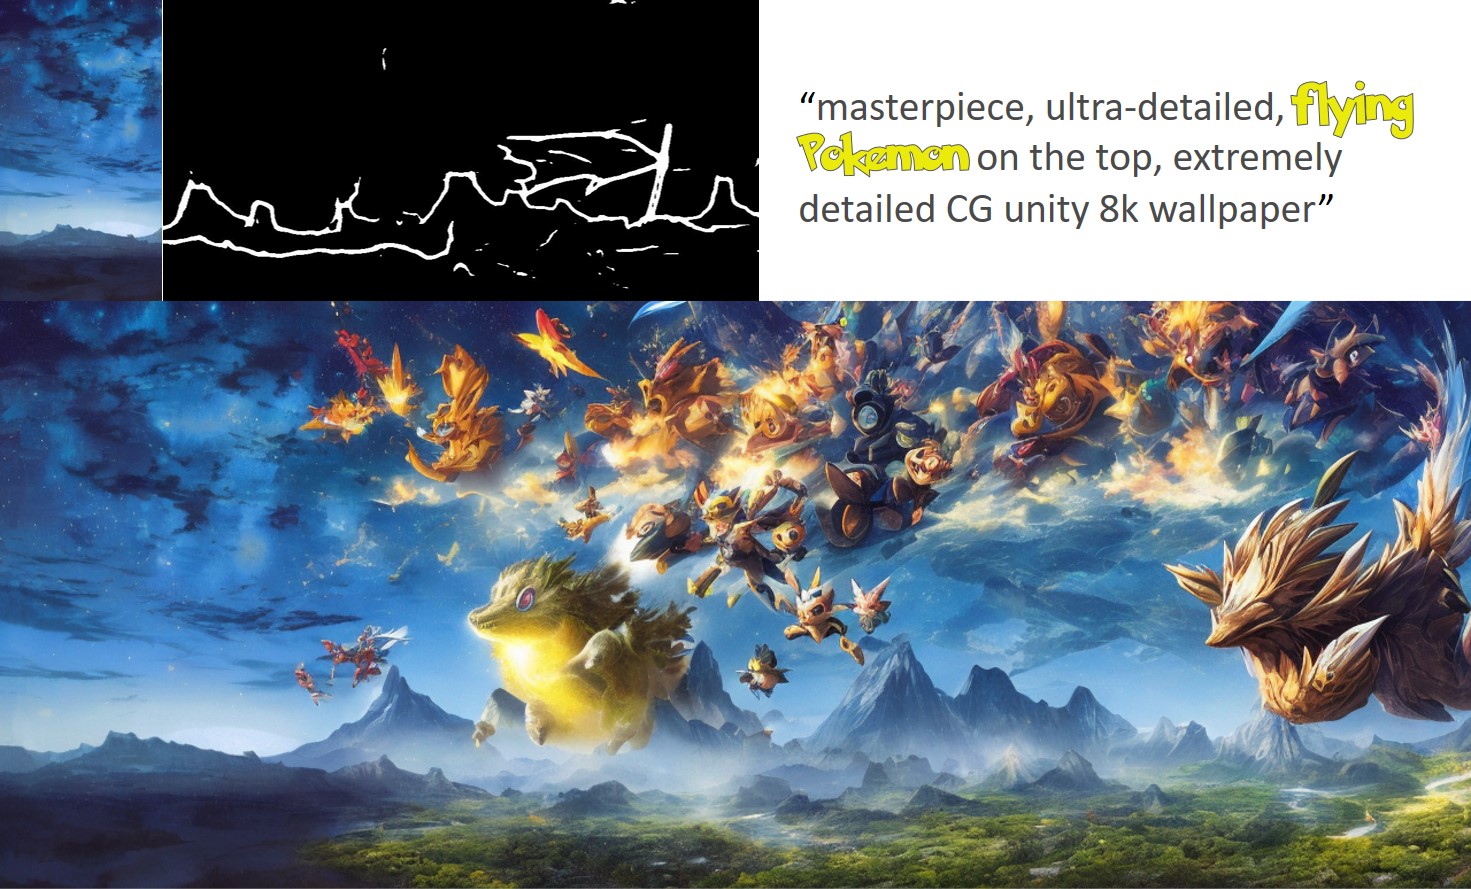 “masterpiece, ultra-detailed, flying
Pokemon on the top, extremely
detailed CG unity 8k wallpaper”